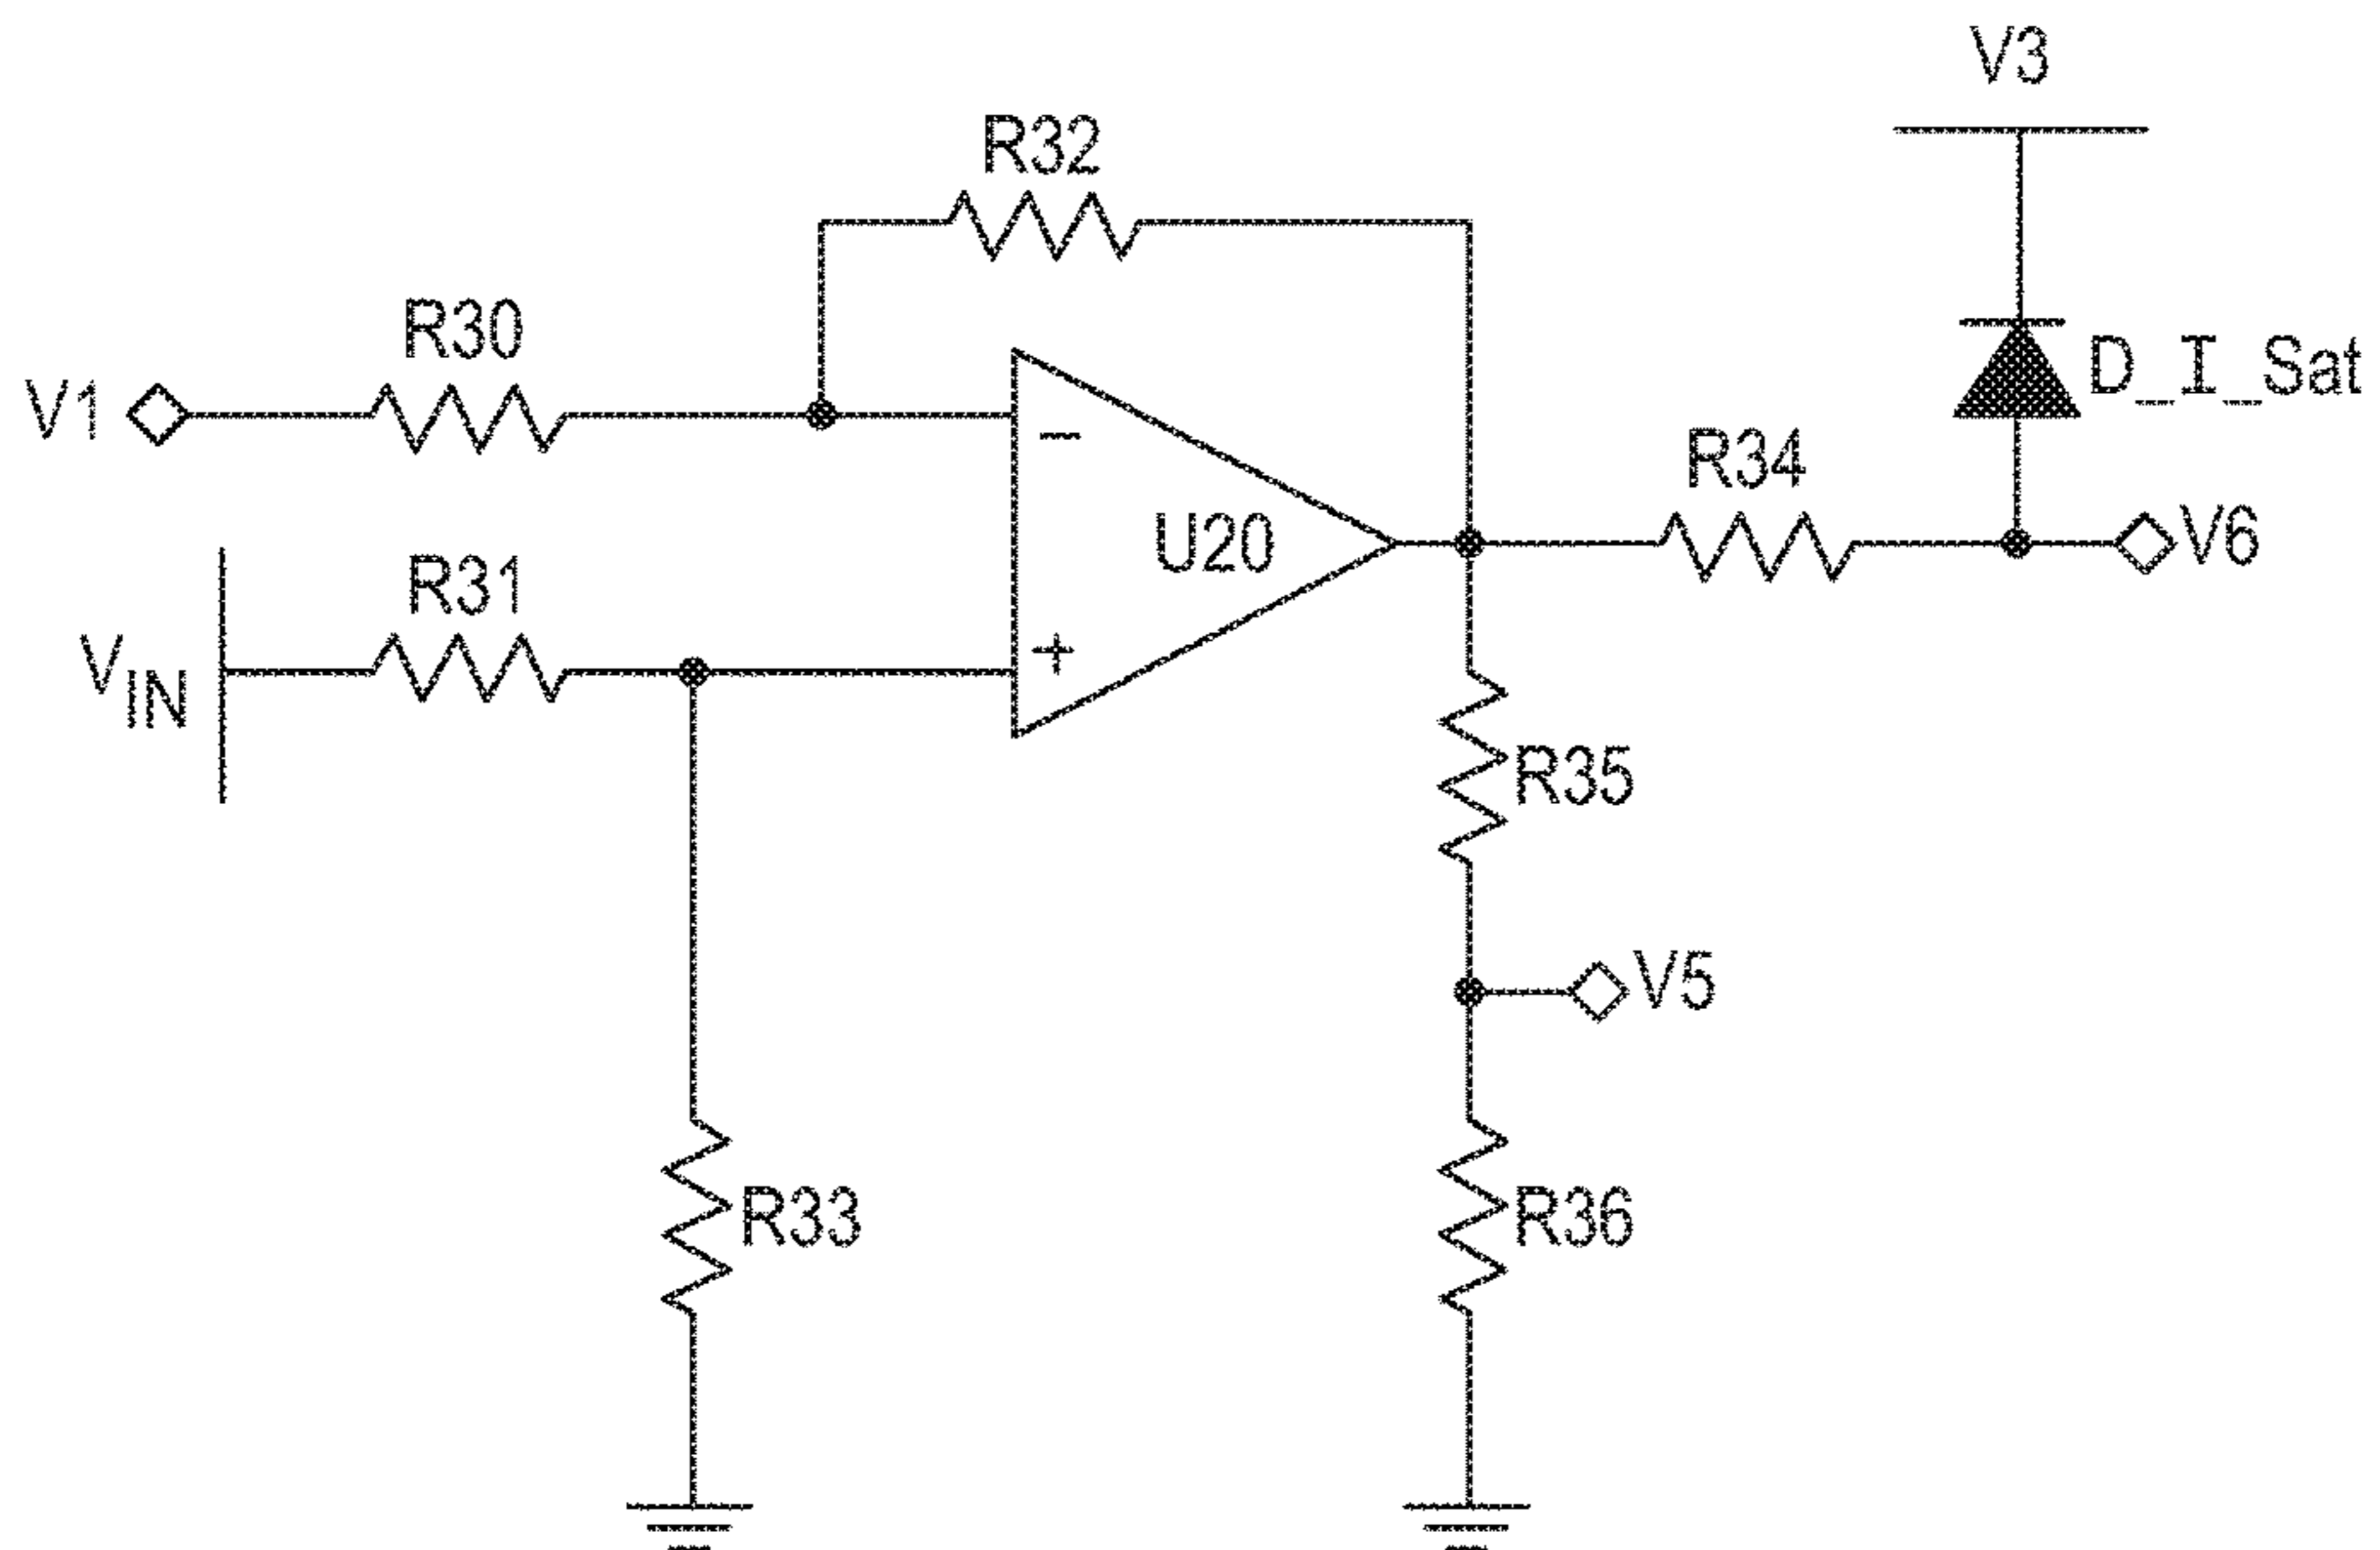 V3
R32
R30
D_I_Sat
V1
R34
U20
V6
R31
VIN
R35
V5
R33
R36